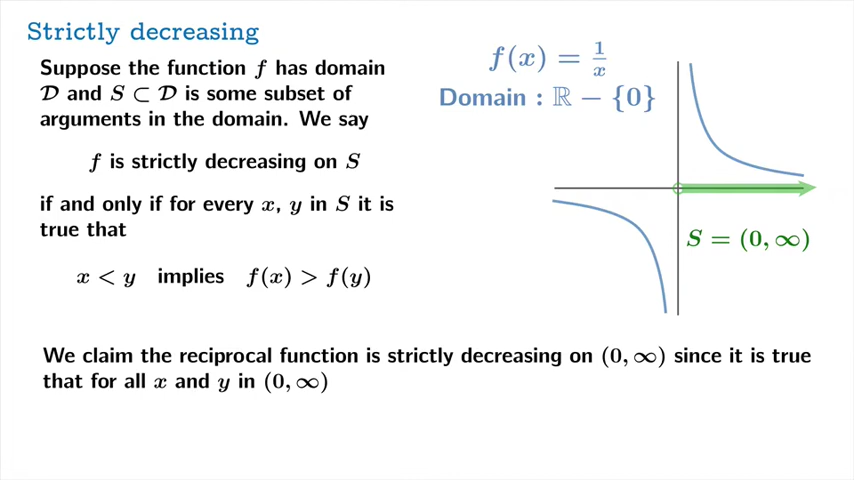 Strictly decreasing
Suppose the function f has domain
𝒟 and S ⊂ 𝒟 is some subset of
arguments in the domain. We say
f is strictly decreasing on S
if and only if for every x, y in S it is
true that
x < y implies f(x) > f(y)
f(x) = 1/x
Domain : ℝ − {0}
S = (0, ∞)
We claim the reciprocal function is strictly decreasing on (0, ∞) since it is true
that for all x and y in (0, ∞)